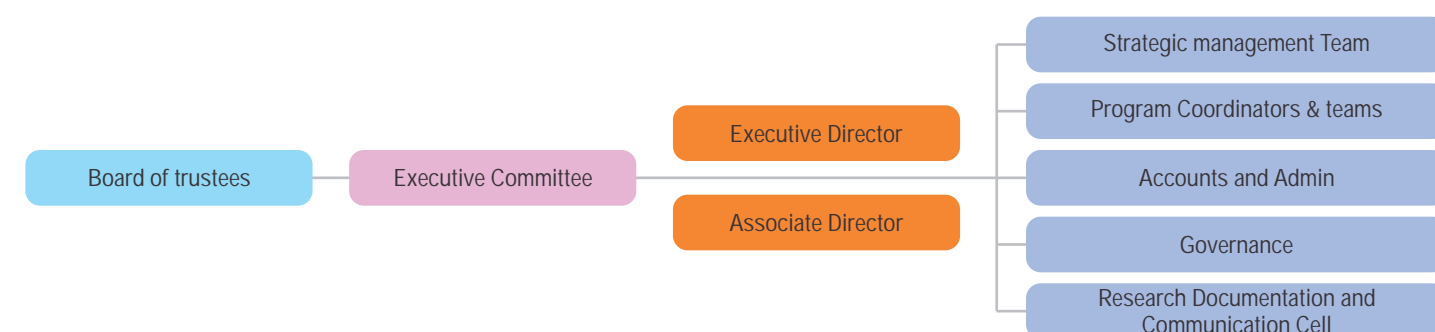 Board of trustees
Executive Committee
Executive Director
Associate Director
Strategic management Team
Program Coordinators & teams
Accounts and Admin
Governance
Research Documentation and
Communication Cell